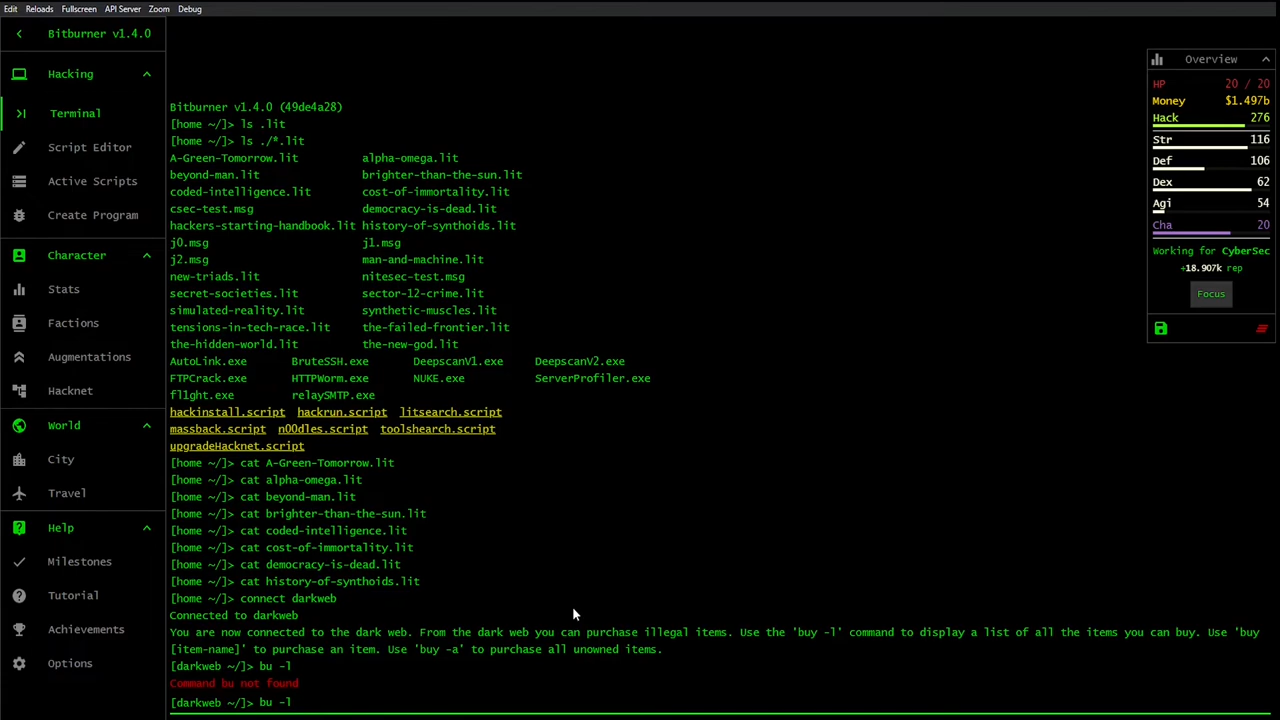 Edit Reloads Fullscreen API Server Zoom Debug
Bitburner v1.4.0
Hacking
Terminal
Script Editor
Active Scripts
Create Program
Character
Stats
Factions
Augmentations
Hacknet
World
City
Travel
Help
Milestones
Tutorial
Achievements
Options
Bitburner v1.4.0 (49de4a28)
[home ~/]> ls .lit
[home ~/]> ls ./*.lit
A-Green-Tomorrow.lit alpha-omega.lit
beyond-man.lit brighter-than-the-sun.lit
coded-intelligence.lit cost-of-immortality.lit
csec-test.msg democracy-is-dead.lit
hackers-starting-handbook.lit history-of-synthoids.lit
j0.msg j1.msg
j2.msg man-and-machine.lit
new-triads.lit nitesec-test.msg
secret-societies.lit sector-12-crime.lit
simulated-reality.lit synthetic-muscles.lit
tensions-in-tech-race.lit the-failed-frontier.lit
the-hidden-world.lit the-new-god.lit
AutoLink.exe BruteSSH.exe DeepscanV1.exe DeepscanV2.exe
FTPCrack.exe HTTPWorm.exe NUKE.exe ServerProfiler.exe
fl1ght.exe relaySMTP.exe
hackinstall.script hackrun.script litsearch.script
massback.script n00dles.script toolshearch.script
upgradeHacknet.script
[home ~/]> cat A-Green-Tomorrow.lit
[home ~/]> cat alpha-omega.lit
[home ~/]> cat beyond-man.lit
[home ~/]> cat brighter-than-the-sun.lit
[home ~/]> cat coded-intelligence.lit
[home ~/]> cat cost-of-immortality.lit
[home ~/]> cat democracy-is-dead.lit
[home ~/]> cat history-of-synthoids.lit
[home ~/]> connect darkweb
Connected to darkweb
You are now connected to the dark web. From the dark web you can purchase illegal items. Use the 'buy -l' command to display a list of all the items you can buy. Use 'buy
[item-name]' to purchase an item. Use 'buy -a' to purchase all unowned items.
[darkweb ~/]> bu -l
Command bu not found
[darkweb ~/]> bu -l
Overview
HP 20 / 20
Money $1.497b
Hack 276
Str 116
Def 106
Dex 62
Agi 54
Cha 20
Working for CyberSec
+18.907k rep
Focus